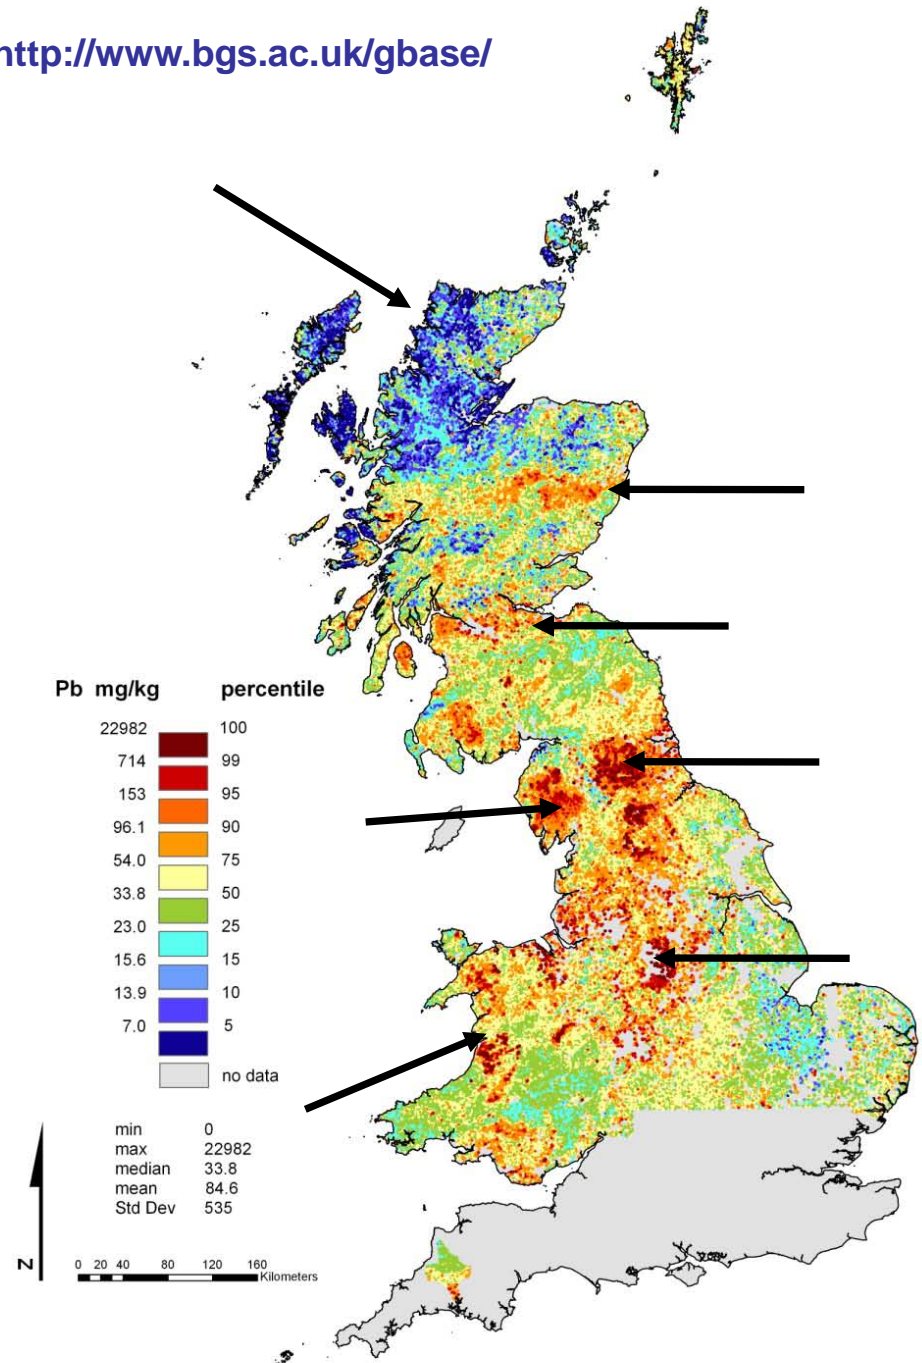 http://www.bgs.ac.uk/gbase/
Pb mg/kg percentile
22982 100
714 99
153 95
96.1 90
54.0 75
33.8 50
23.0 25
15.6 15
13.9 10
7.0 5
no data
min 0
max 22982
median 33.8
mean 84.6
Std Dev 535
N
0 20 40 80 120 160
Kilometers